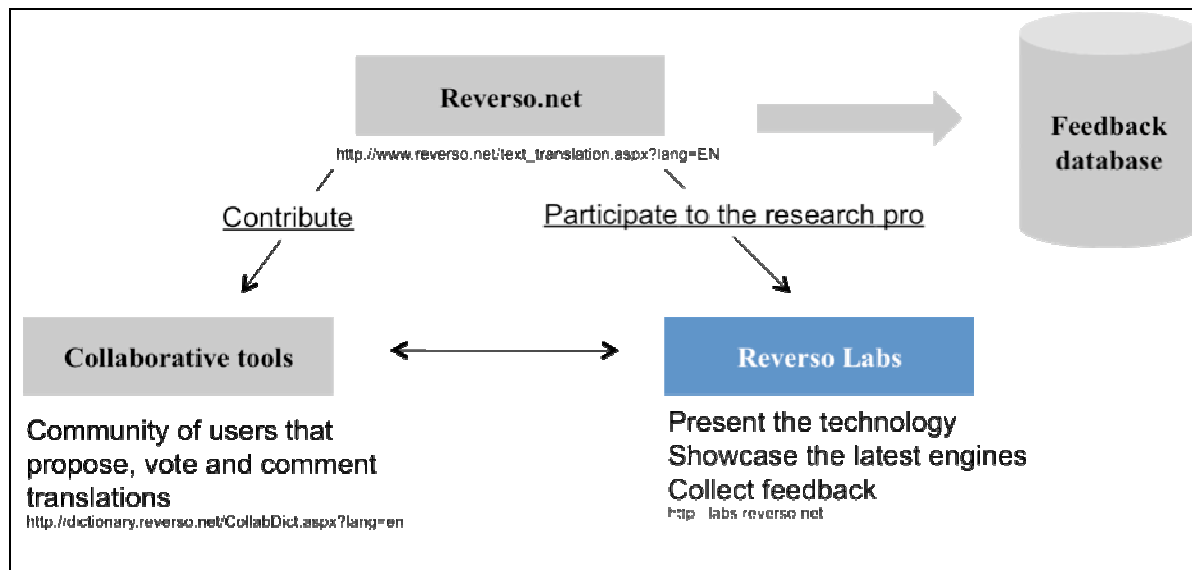 Reverso.net
Feedback
database
http://www.reverso.net/text_translation.aspx?lang=EN
Contribute
Participate to the research pro
Collaborative tools
Reverso Labs
Community of users that
propose, vote and comment
translations
http://dictionary.reverso.net/CollabDict.aspx?lang=en
Present the technology
Showcase the latest engines
Collect feedback
http labs.reverso.net